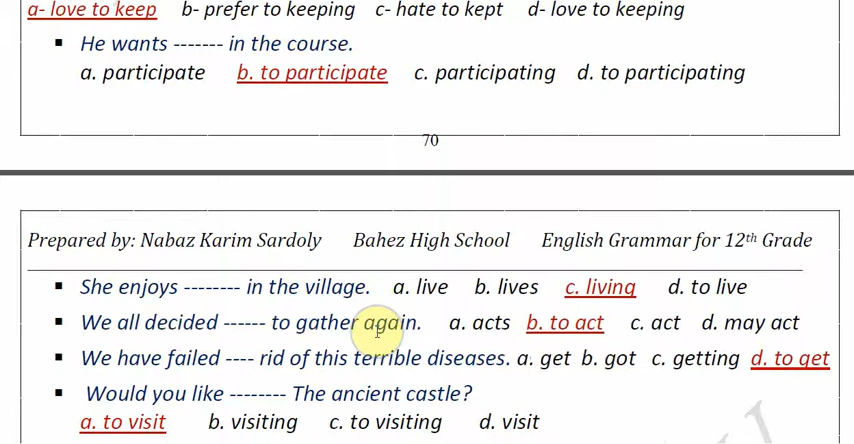 a- love to keep b- prefer to keeping c- hate to kept d- love to keeping
▪ He wants ------- in the course.
a. participate b. to participate c. participating d. to participating
70
Prepared by: Nabaz Karim Sardoly Bahez High School English Grammar for 12th Grade
▪ She enjoys -------- in the village. a. live b. lives c. living d. to live
▪ We all decided ------ to gather again. a. acts b. to act c. act d. may act
▪ We have failed ---- rid of this terrible diseases. a. get b. got c. getting d. to get
▪ Would you like -------- The ancient castle?
a. to visit b. visiting c. to visiting d. visit